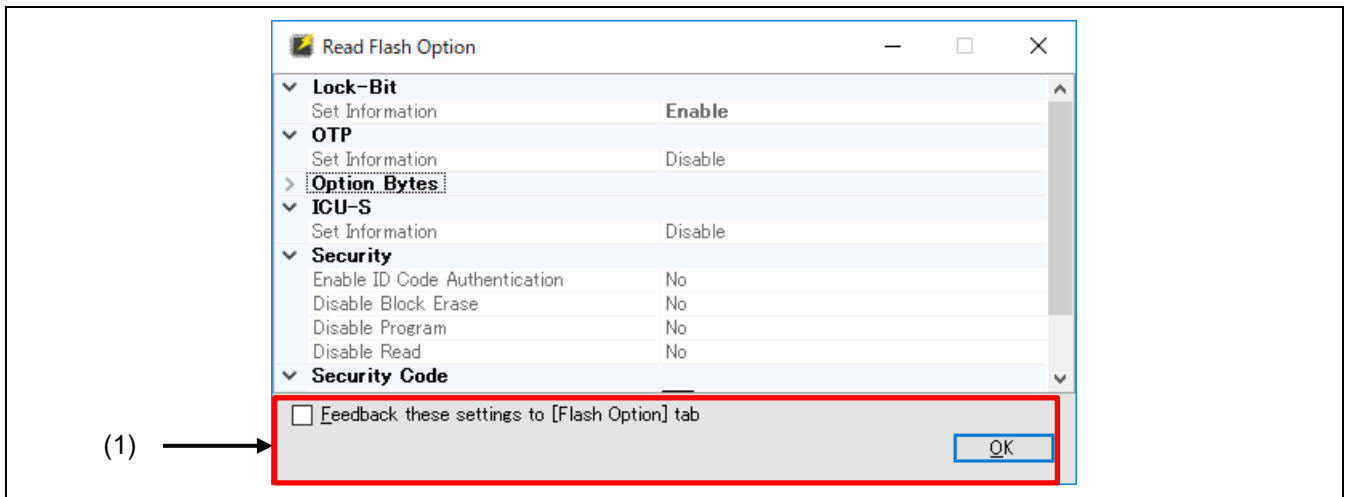 Read Flash Option
Lock-Bit
Set Information Enable
OTP
Set Information Disable
Option Bytes
ICU-S
Set Information Disable
Security
Enable ID Code Authentication No
Disable Block Erase No
Disable Program No
Disable Read No
Security Code
Feedback these settings to [Flash Option] tab
(1)
OK